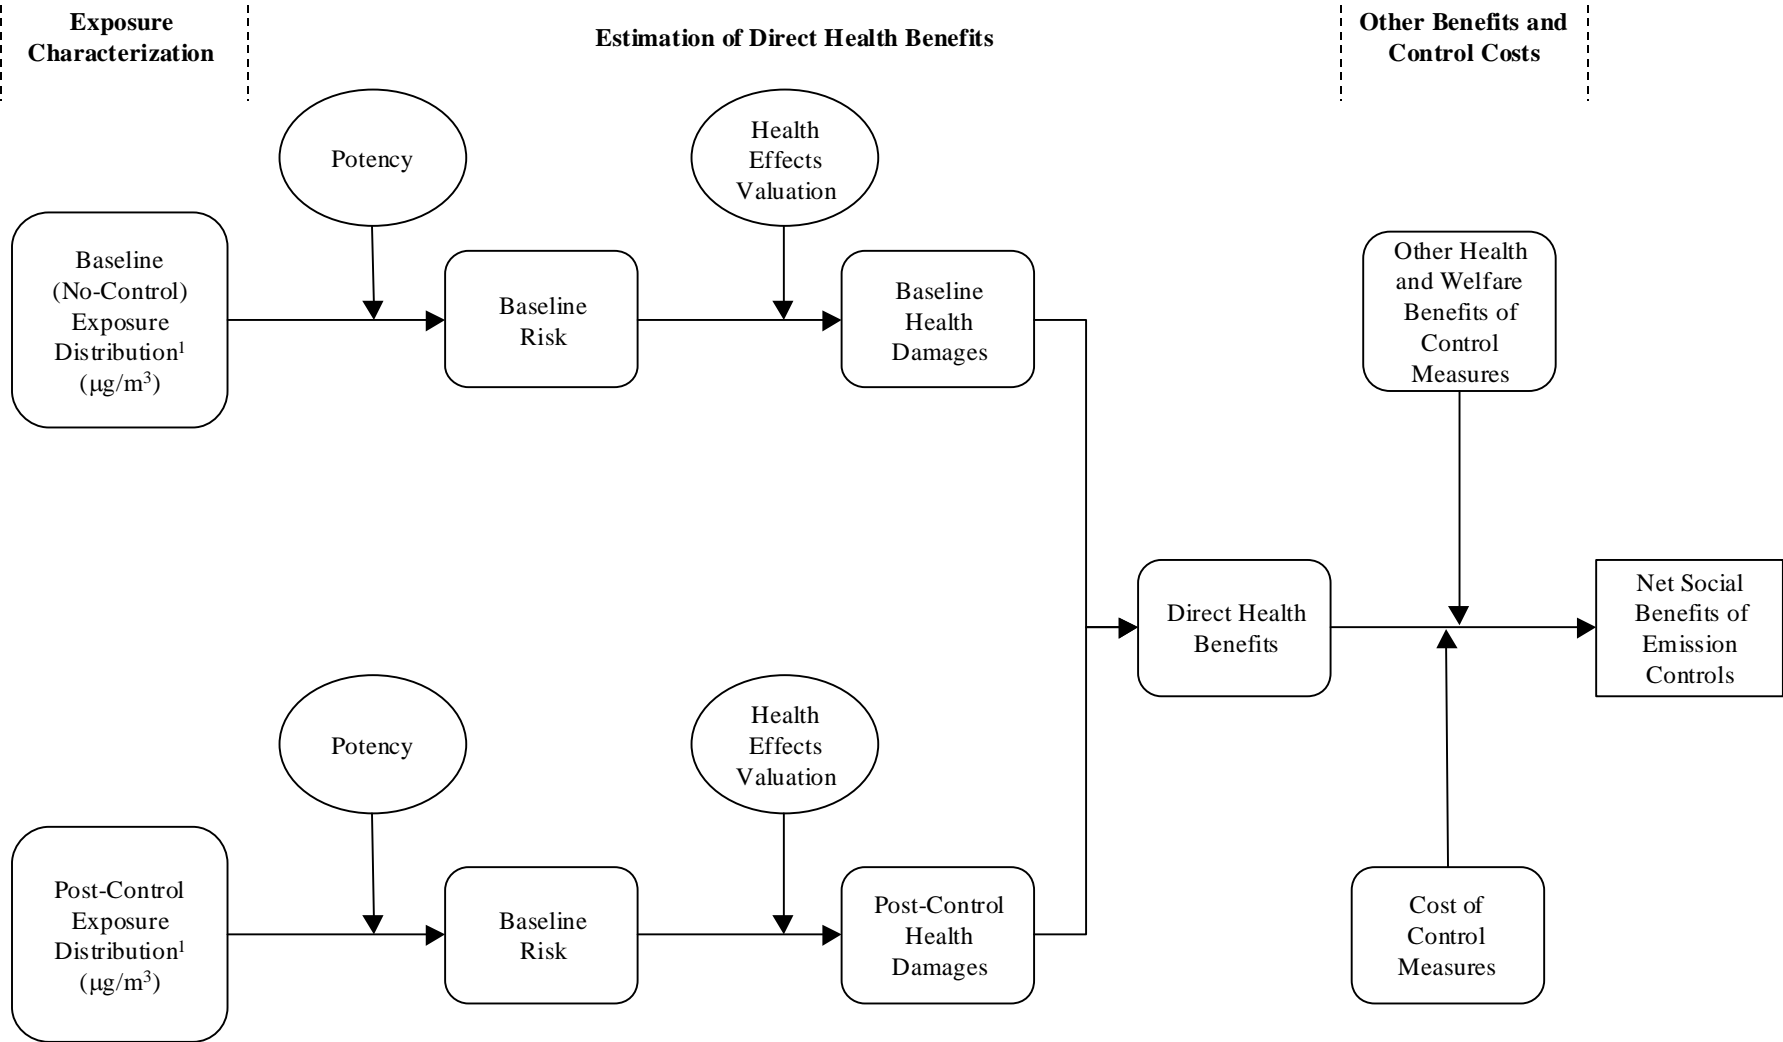 Exposure
Characterization
Estimation of Direct Health Benefits
Other Benefits and
Control Costs
Potency
Health
Effects
Valuation
Baseline
(No-Control)
Exposure
Distribution¹
(μg/m³)
Baseline
Risk
Baseline
Health
Damages
Other Health
and Welfare
Benefits of
Control
Measures
Direct Health
Benefits
Net Social
Benefits of
Emission
Controls
Potency
Health
Effects
Valuation
Post-Control
Exposure
Distribution¹
(μg/m³)
Baseline
Risk
Post-Control
Health
Damages
Cost of
Control
Measures